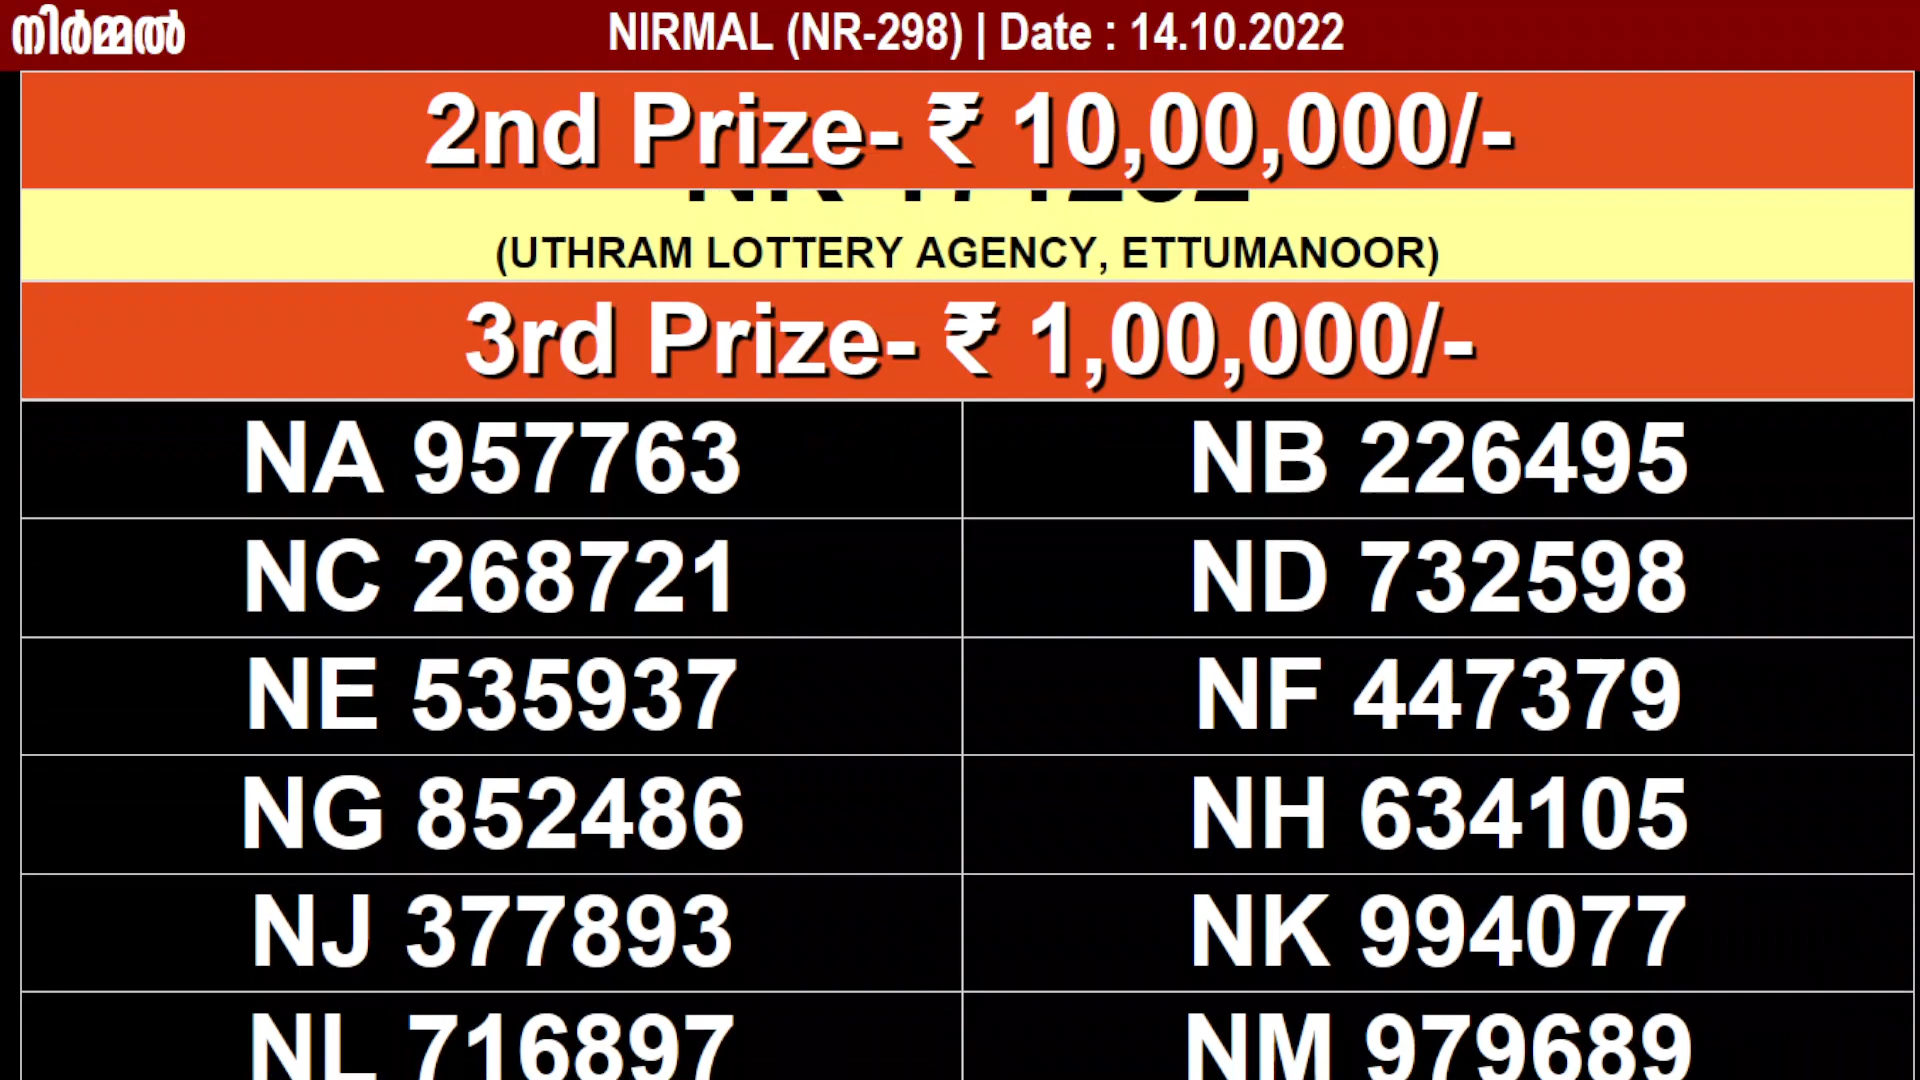 നിർമ്മൽ
NIRMAL (NR-298) | Date : 14.10.2022
2nd Prize- ₹ 10,00,000/-
(UTHRAM LOTTERY AGENCY, ETTUMANOOR)
3rd Prize- ₹ 1,00,000/-
NA 957763 NB 226495
NC 268721 ND 732598
NE 535937 NF 447379
NG 852486 NH 634105
NJ 377893 NK 994077
NL 716897 NM 979689